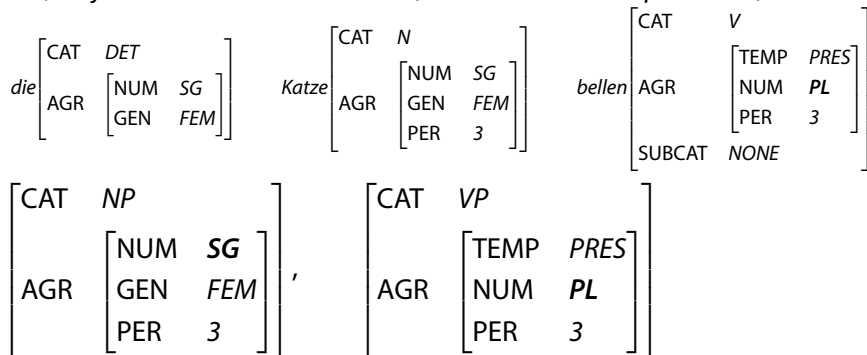 die [CAT DET
AGR [NUM SG
GEN FEM]]
Katze [CAT N
AGR [NUM SG
GEN FEM
PER 3]]
bellen [CAT V
AGR [TEMP PRES
NUM PL
PER 3]
SUBCAT NONE]
[CAT NP
AGR [NUM SG
GEN FEM
PER 3]],
[CAT VP
AGR [TEMP PRES
NUM PL
PER 3]]